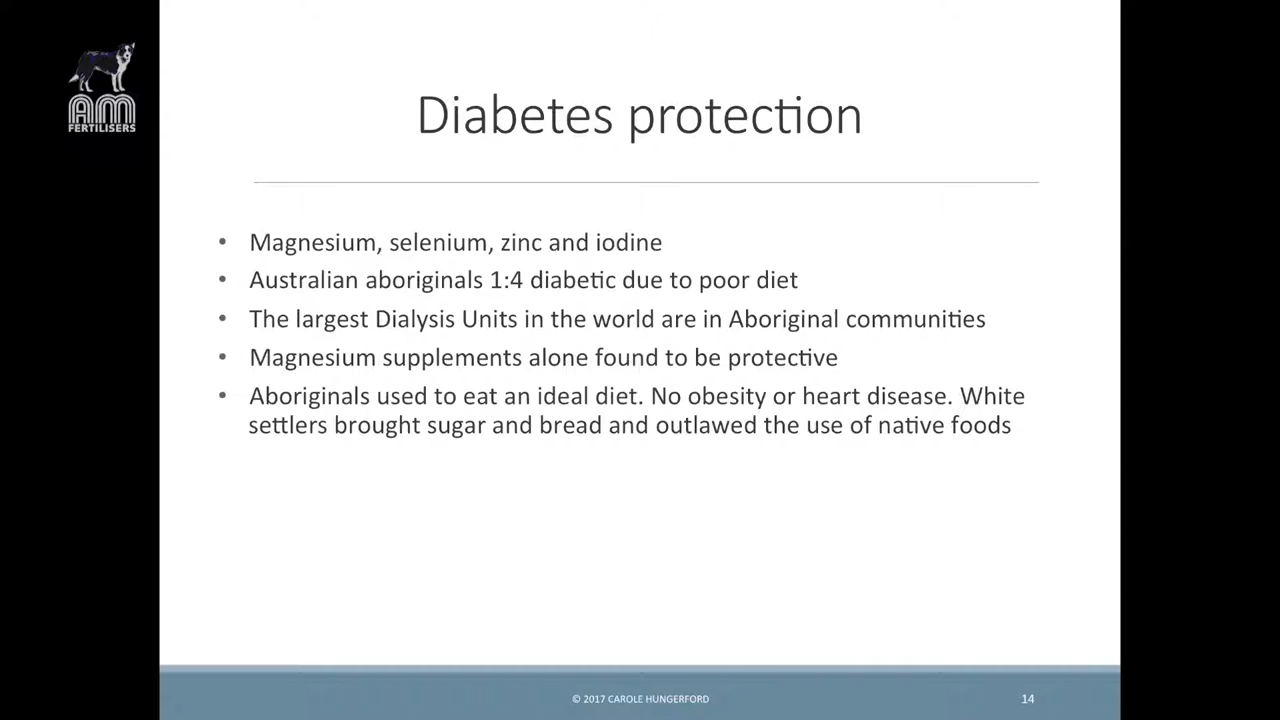 AM
FERTILISERS
Diabetes protection
• Magnesium, selenium, zinc and iodine
• Australian aboriginals 1:4 diabetic due to poor diet
• The largest Dialysis Units in the world are in Aboriginal communities
• Magnesium supplements alone found to be protective
• Aboriginals used to eat an ideal diet. No obesity or heart disease. White
settlers brought sugar and bread and outlawed the use of native foods
© 2017 CAROLE HUNGERFORD
14